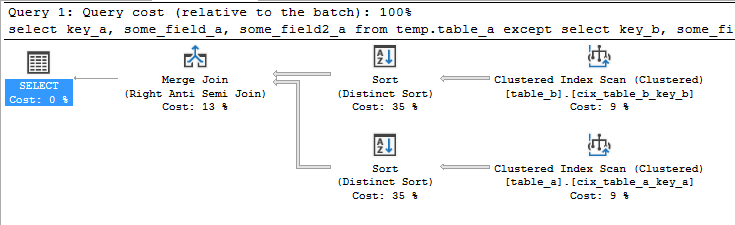 Query 1: Query cost (relative to the batch): 100%
select key_a, some_field_a, some_field2_a from temp.table_a except select key_b, some_fi
SELECT
Cost: 0 %
Merge Join
(Right Anti Semi Join)
Cost: 13 %
Sort
(Distinct Sort)
Cost: 35 %
Clustered Index Scan (Clustered)
[table_b].[cix_table_b_key_b]
Cost: 9 %
Sort
(Distinct Sort)
Cost: 35 %
Clustered Index Scan (Clustered)
[table_a].[cix_table_a_key_a]
Cost: 9 %